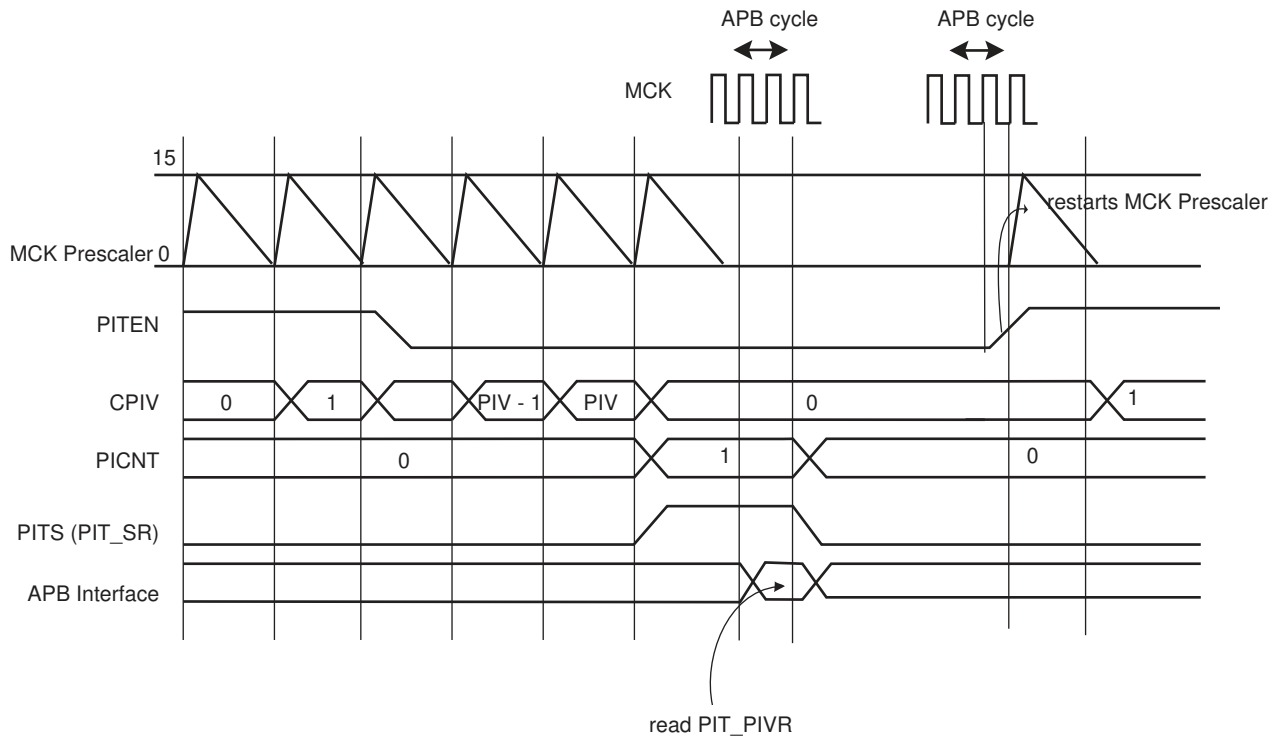 APB cycle
APB cycle
MCK
15
restarts MCK Prescaler
MCK Prescaler 0
PITEN
CPIV
0
1
PIV - 1
PIV
0
1
PICNT
0
1
0
PITS (PIT_SR)
APB Interface
read PIT_PIVR